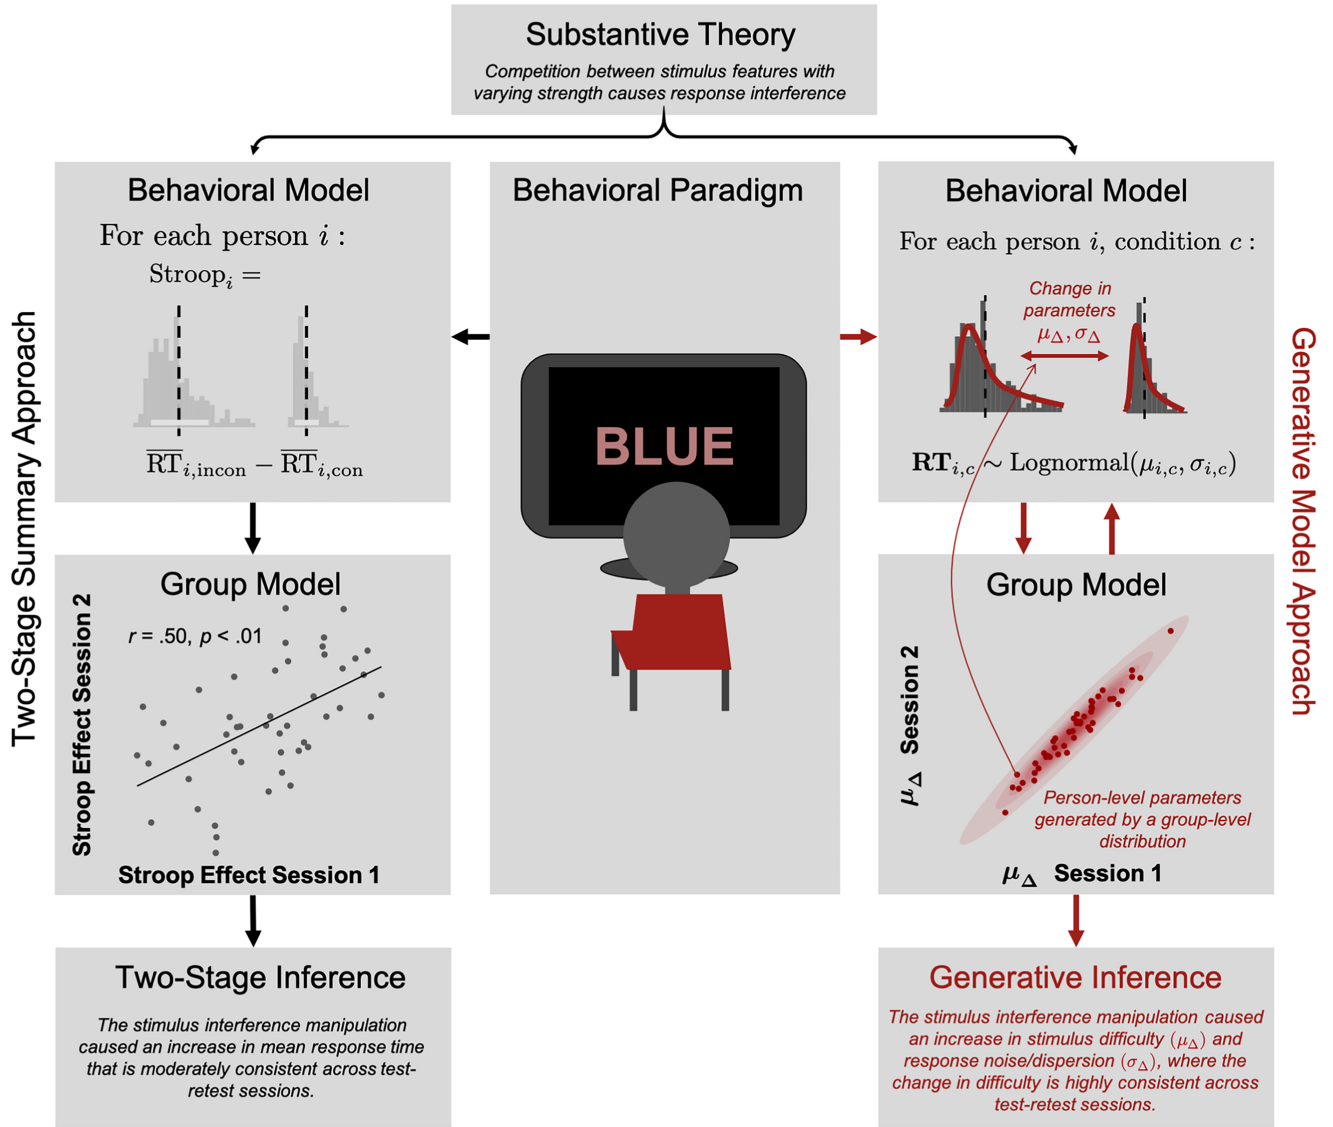 Substantive Theory
Competition between stimulus features with
varying strength causes response interference
Two-Stage Summary Approach
Behavioral Model
For each person i :
Stroop_i =
R̅T̅_{i,incon} − R̅T̅_{i,con}
Group Model
r = .50, p < .01
Stroop Effect Session 2
Stroop Effect Session 1
Two-Stage Inference
The stimulus interference manipulation
caused an increase in mean response time
that is moderately consistent across test-
retest sessions.
Behavioral Paradigm
BLUE
Generative Model Approach
Behavioral Model
For each person i, condition c :
Change in
parameters
μ_Δ, σ_Δ
RT_{i,c} ∼ Lognormal(μ_{i,c}, σ_{i,c})
Group Model
μ_Δ Session 2
Person-level parameters
generated by a group-level
distribution
μ_Δ Session 1
Generative Inference
The stimulus interference manipulation caused
an increase in stimulus difficulty (μ_Δ) and
response noise/dispersion (σ_Δ), where the
change in difficulty is highly consistent across
test-retest sessions.